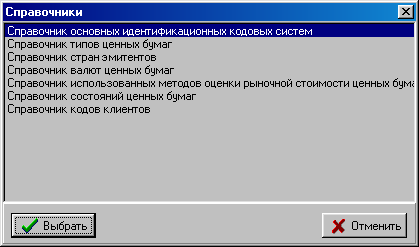 Справочники
Справочник основных идентификационных кодовых систем
Справочник типов ценных бумаг
Справочник стран эмитентов
Справочник валют ценных бумаг
Справочник использованных методов оценки рыночной стоимости ценных бума
Справочник состояний ценных бумаг
Справочник кодов клиентов
Выбрать
Отменить